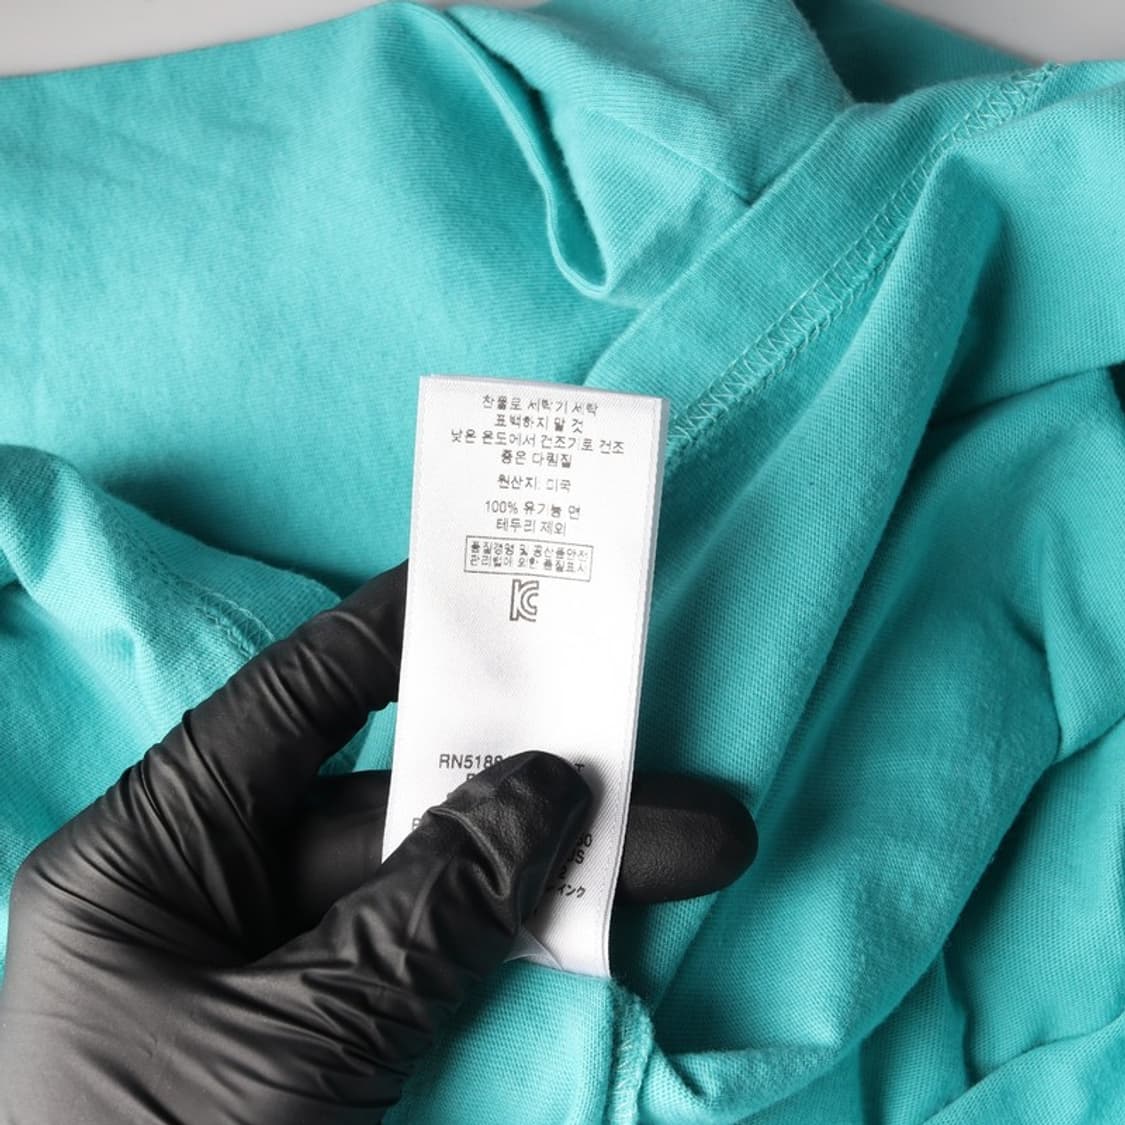 찬물로 세탁기 세탁
표백하지 말 것
낮은 온도에서 건조기로 건조
중온 다림질
원산지: 미국
100% 유기농 면
테두리 제외
품질경영 및 공산품안전
관리법에 의한 품질표시
KC
RN5188